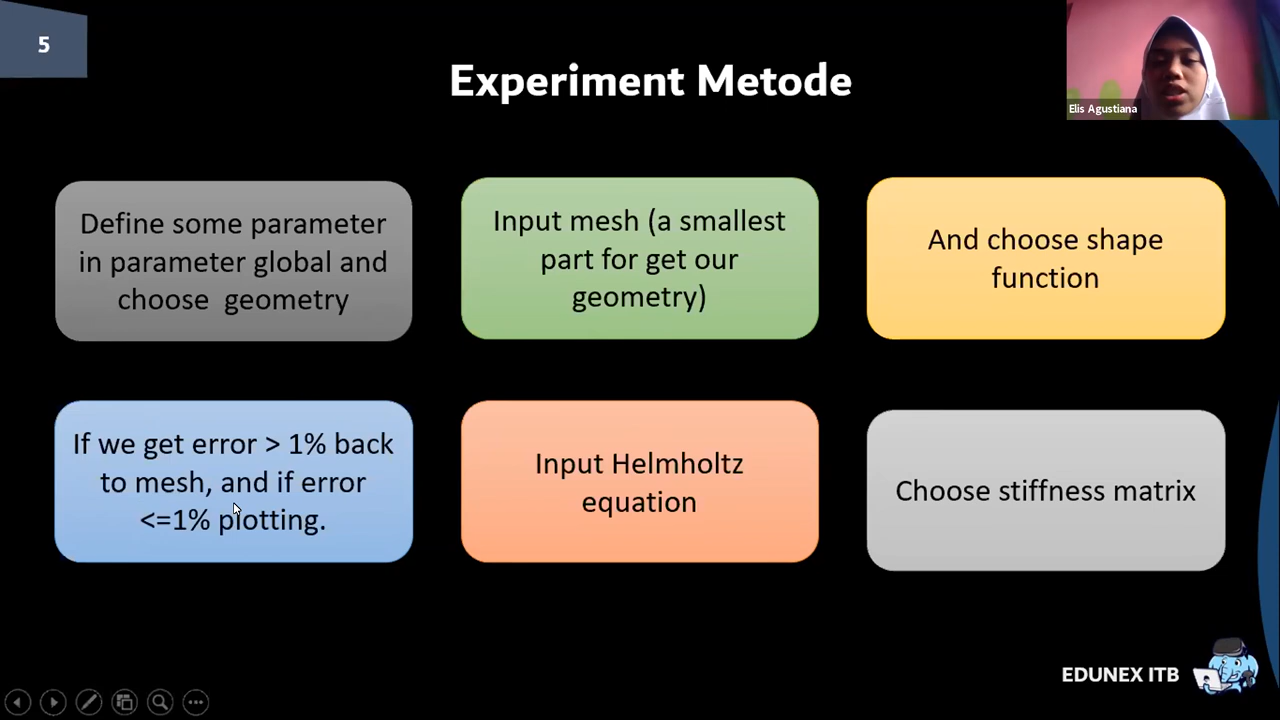 5
Experiment Metode
Elis Agustiana
Define some parameter
in parameter global and
choose geometry
Input mesh (a smallest
part for get our
geometry)
And choose shape
function
If we get error > 1% back
to mesh, and if error
<=1% plotting.
Input Helmholtz
equation
Choose stiffness matrix
EDUNEX ITB